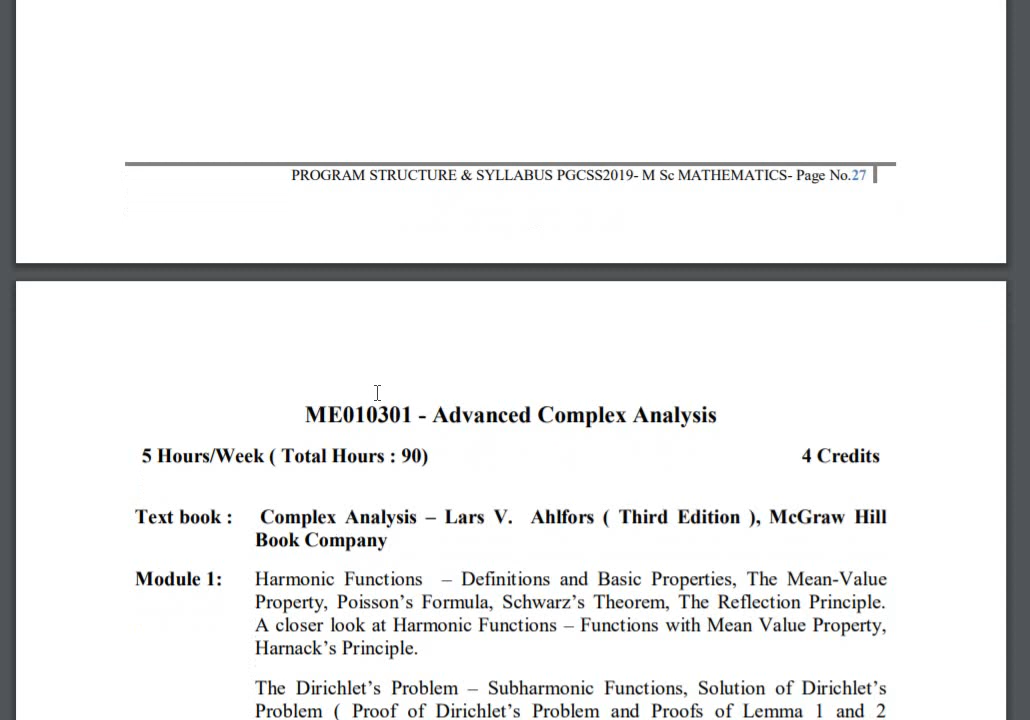 PROGRAM STRUCTURE & SYLLABUS PGCSS2019- M Sc MATHEMATICS- Page No.27
ME010301 - Advanced Complex Analysis
5 Hours/Week ( Total Hours : 90) 4 Credits
Text book : Complex Analysis – Lars V. Ahlfors ( Third Edition ), McGraw Hill
Book Company
Module 1: Harmonic Functions – Definitions and Basic Properties, The Mean-Value
Property, Poisson’s Formula, Schwarz’s Theorem, The Reflection Principle.
A closer look at Harmonic Functions – Functions with Mean Value Property,
Harnack’s Principle.
The Dirichlet’s Problem – Subharmonic Functions, Solution of Dirichlet’s
Problem ( Proof of Dirichlet’s Problem and Proofs of Lemma 1 and 2